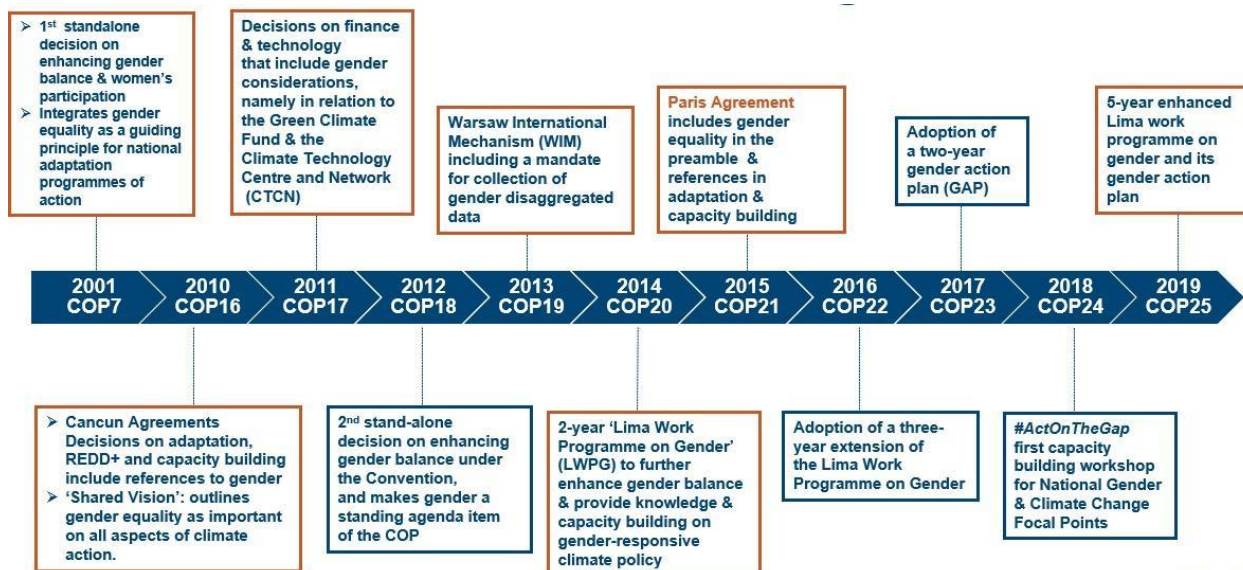 ➢ 1st standalone
decision on
enhancing gender
balance & women's
participation
➢ Integrates gender
equality as a guiding
principle for national
adaptation
programmes of
action
Decisions on finance
& technology
that include gender
considerations,
namely in relation to
the Green Climate
Fund & the
Climate Technology
Centre and Network
(CTCN)
Warsaw International
Mechanism (WIM)
including a mandate
for collection of
gender disaggregated
data
Paris Agreement
includes gender
equality in the
preamble &
references in
adaptation &
capacity building
Adoption of
a two-year
gender action
plan (GAP)
5-year enhanced
Lima work
programme on
gender and its
gender action
plan
2001
COP7
2010
COP16
2011
COP17
2012
COP18
2013
COP19
2014
COP20
2015
COP21
2016
COP22
2017
COP23
2018
COP24
2019
COP25
➢ Cancun Agreements
Decisions on adaptation,
REDD+ and capacity building
include references to gender
➢ 'Shared Vision': outlines
gender equality as important
on all aspects of climate
action.
2nd stand-alone
decision on enhancing
gender balance under
the Convention,
and makes gender a
standing agenda item
of the COP
2-year 'Lima Work
Programme on Gender'
(LWPG) to further
enhance gender balance
& provide knowledge &
capacity building on
gender-responsive
climate policy
Adoption of a three-
year extension of
the Lima Work
Programme on Gender
#ActOnTheGap
first capacity
building workshop
for National Gender
& Climate Change
Focal Points